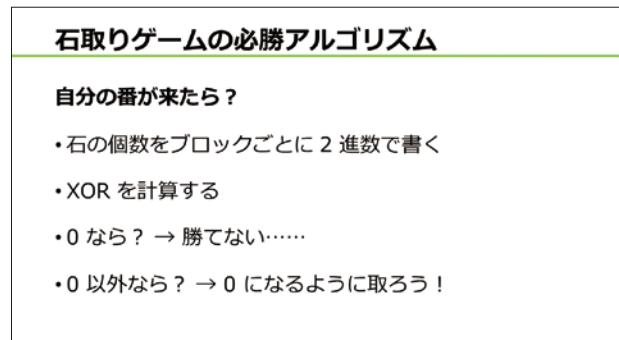 石取りゲームの必勝アルゴリズム
自分の番が来たら？
• 石の個数をブロックごとに 2 進数で書く
• XOR を計算する
• 0 なら？ → 勝てない……
• 0 以外なら？ → 0 になるように取ろう！